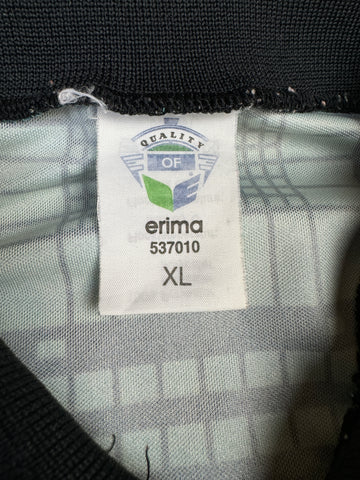 QUALITY
OF
erima
537010
XL